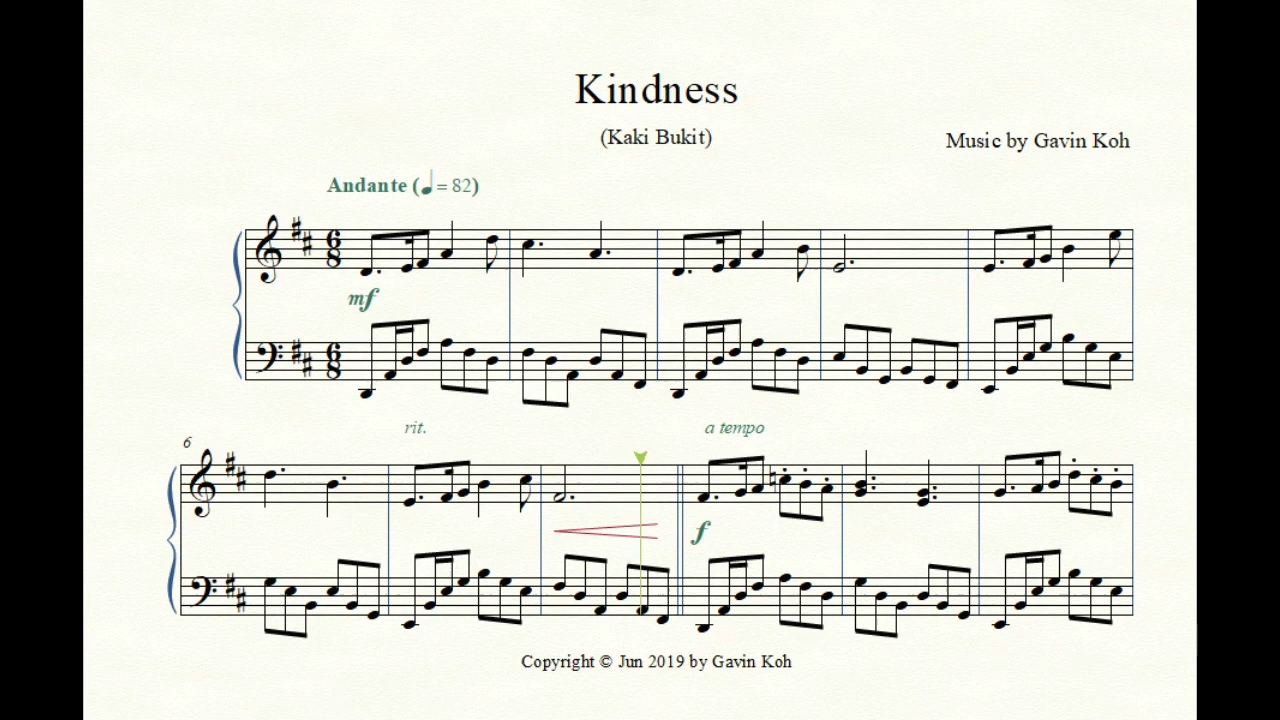 Kindness
(Kaki Bukit)
Music by Gavin Koh
Andante (♩ = 82)
6
8
mf
6
8
6
rit.
a tempo
f
Copyright © Jun 2019 by Gavin Koh